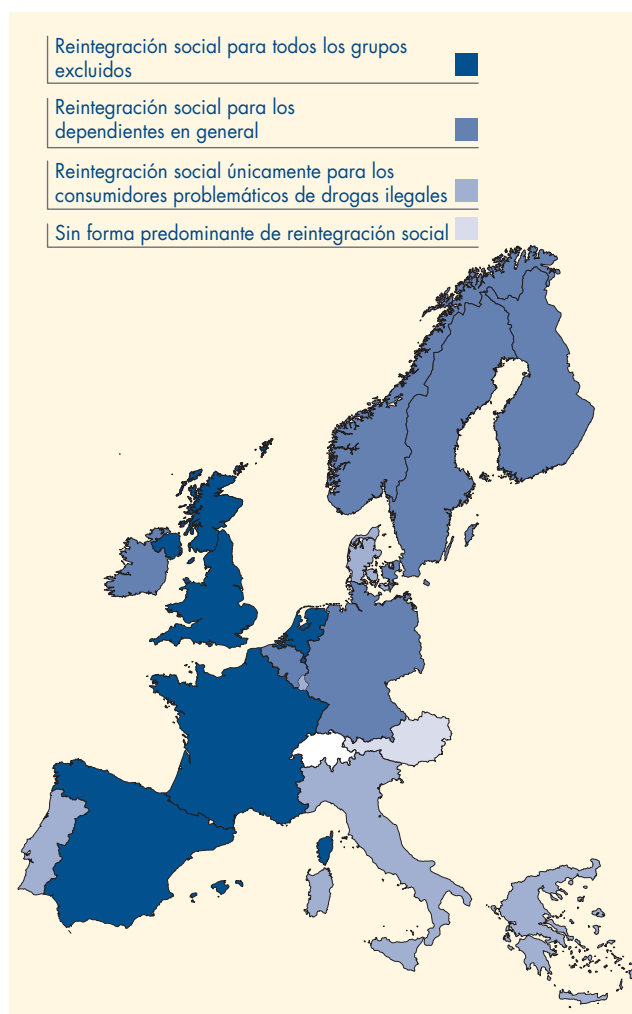 Reintegración social para todos los grupos
excluidos
Reintegración social para los
dependientes en general
Reintegración social únicamente para los
consumidores problemáticos de drogas ilegales
Sin forma predominante de reintegración social